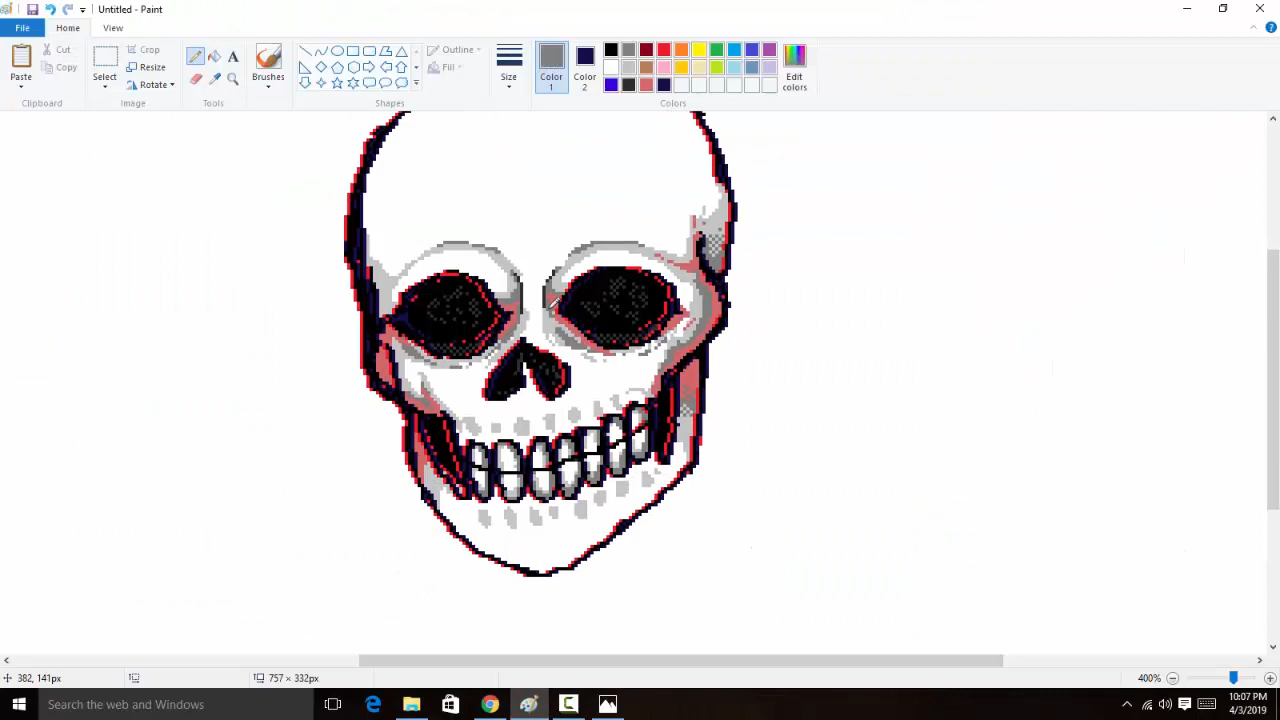 Untitled - Paint
File
Home
View
Paste
Cut
Copy
Clipboard
Select
Crop
Resize
Rotate
Image
Tools
Brushes
Shapes
Outline
Fill
Size
Color 1
Color 2
Edit colors
Colors
382, 141px
757 × 332px
400%
Search the web and Windows
10:07 PM
4/3/2019